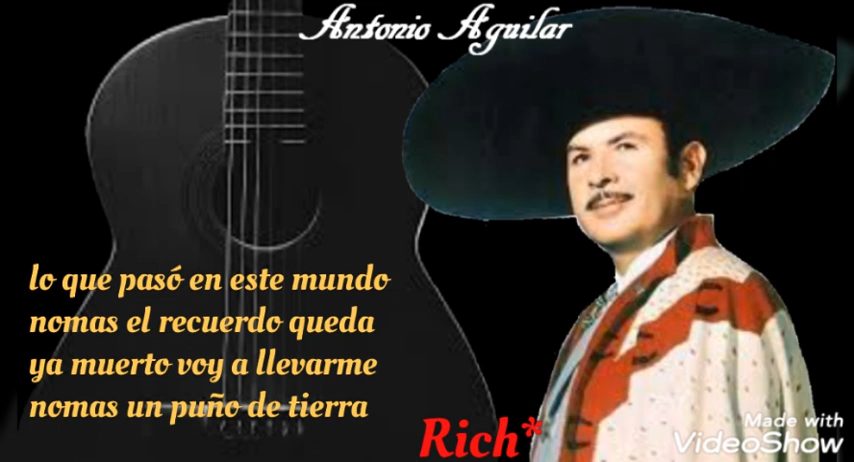 Antonio Aguilar
lo que pasó en este mundo
nomas el recuerdo queda
ya muerto voy a llevarme
nomas un puño de tierra
Rich*
Made with
VideoShow